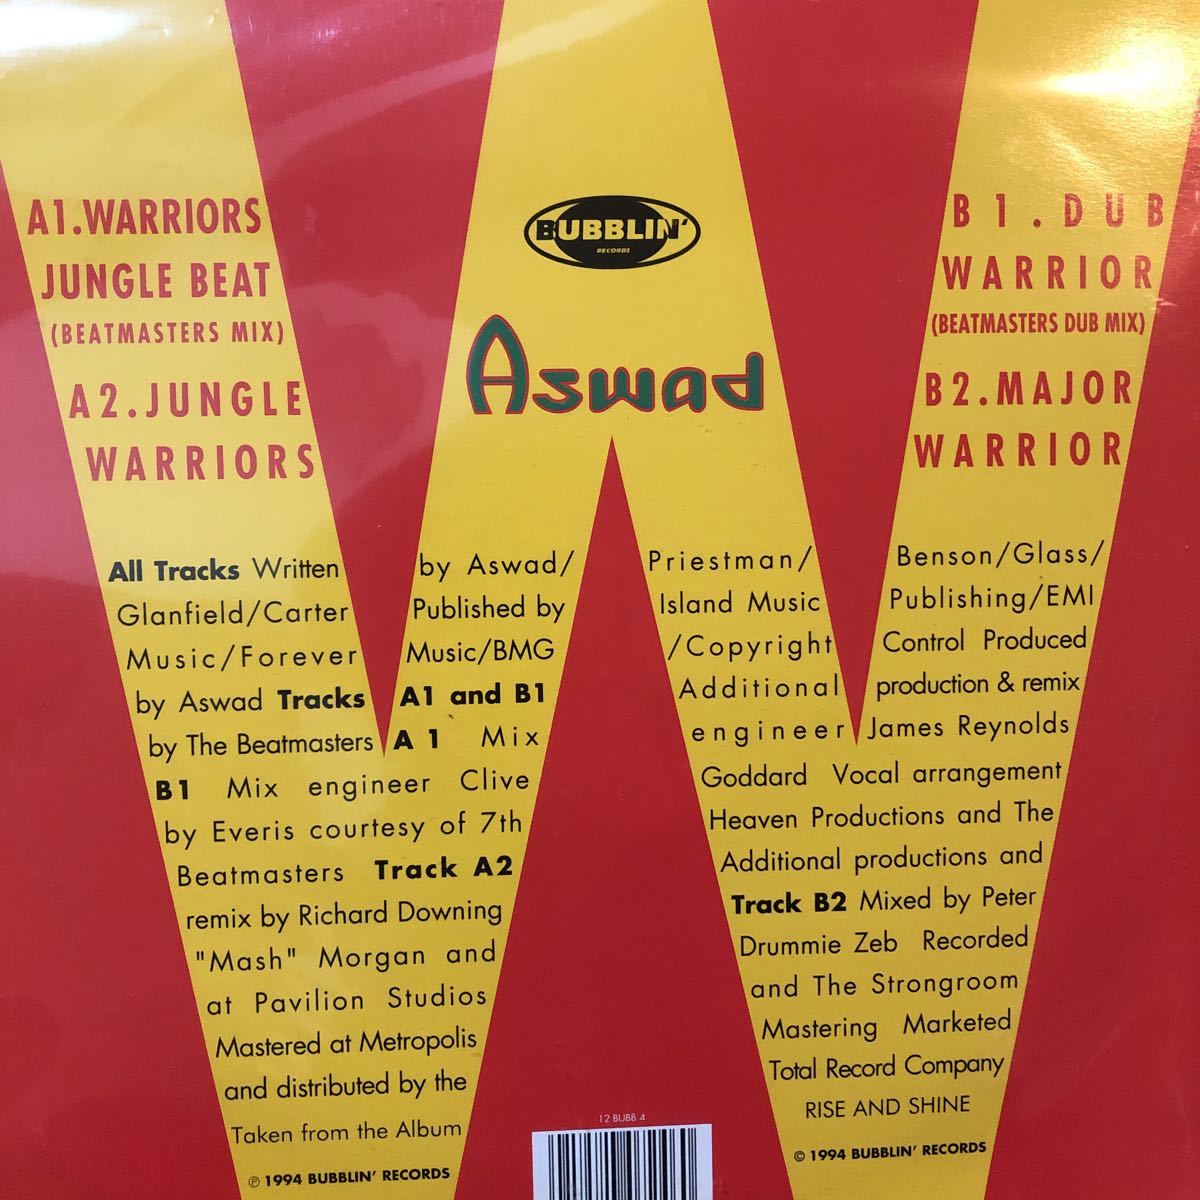 A1.WARRIORS
JUNGLE BEAT
(BEATMASTERS MIX)
A2.JUNGLE
WARRIORS
BUBBLIN'
RECORDS
Aswad
B1.DUB
WARRIOR
(BEATMASTERS DUB MIX)
B2.MAJOR
WARRIOR
All Tracks Written by Aswad/ Priestman/ Benson/Glass/
Glanfield/Carter Published by Island Music Publishing/EMI
Music/Forever Music/BMG /Copyright Control Produced
by Aswad Tracks A1 and B1 Additional production & remix
by The Beatmasters A 1 Mix engineer James Reynolds
B1 Mix engineer Clive Goddard Vocal arrangement
by Everis courtesy of 7th Heaven Productions and The
Beatmasters Track A2 Additional productions and
remix by Richard Downing Track B2 Mixed by Peter
"Mash" Morgan and Drummie Zeb Recorded
at Pavilion Studios and The Strongroom
Mastered at Metropolis Mastering Marketed
and distributed by the Total Record Company
Taken from the Album RISE AND SHINE
℗ 1994 BUBBLIN' RECORDS © 1994 BUBBLIN' RECORDS
12 BUBB 4